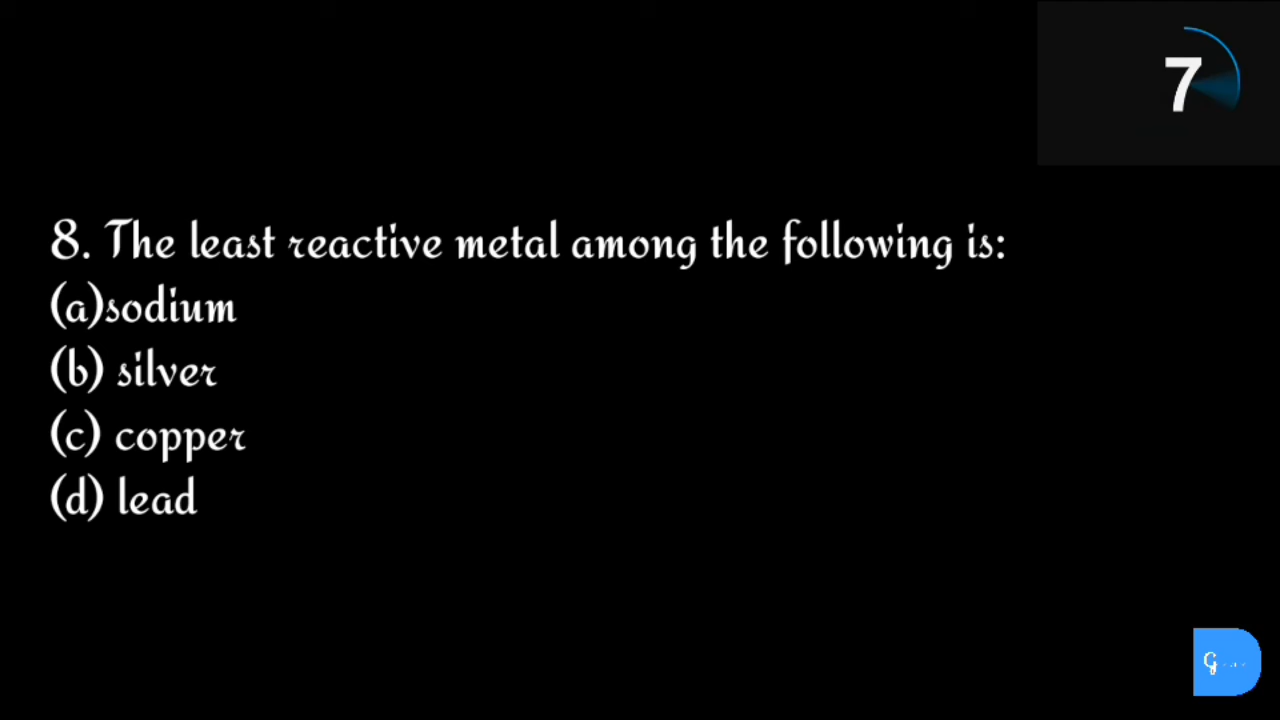 7
8. The least reactive metal among the following is:
(a)sodium
(b) silver
(c) copper
(d) lead